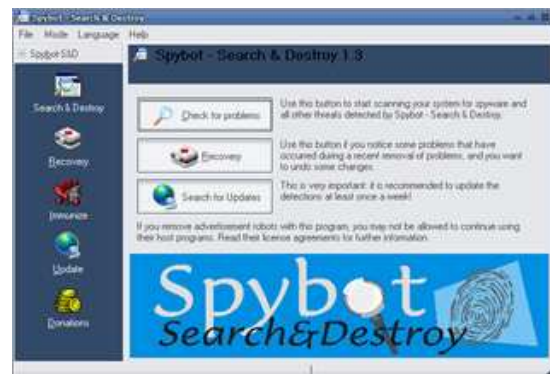 Spybot - Search & Destroy
File Mode Language Help
Spybot-S&D
Spybot - Search & Destroy 1.3
Search & Destroy
Recovery
Immunize
Update
Donations
Check for problems
Use this button to start scanning your system for spyware and
all other threats detected by Spybot - Search & Destroy.
Recovery
Use this button if you notice some problems that have
occurred during a recent removal of problems, and you want
to undo some changes.
Search for Updates
This is very important: it is recommended to update the
detections at least once a week!
If you remove advertisement robots with this program, you may not be allowed to continue using
their host programs. Read their license agreements for further information.
Spybot
Search&Destroy